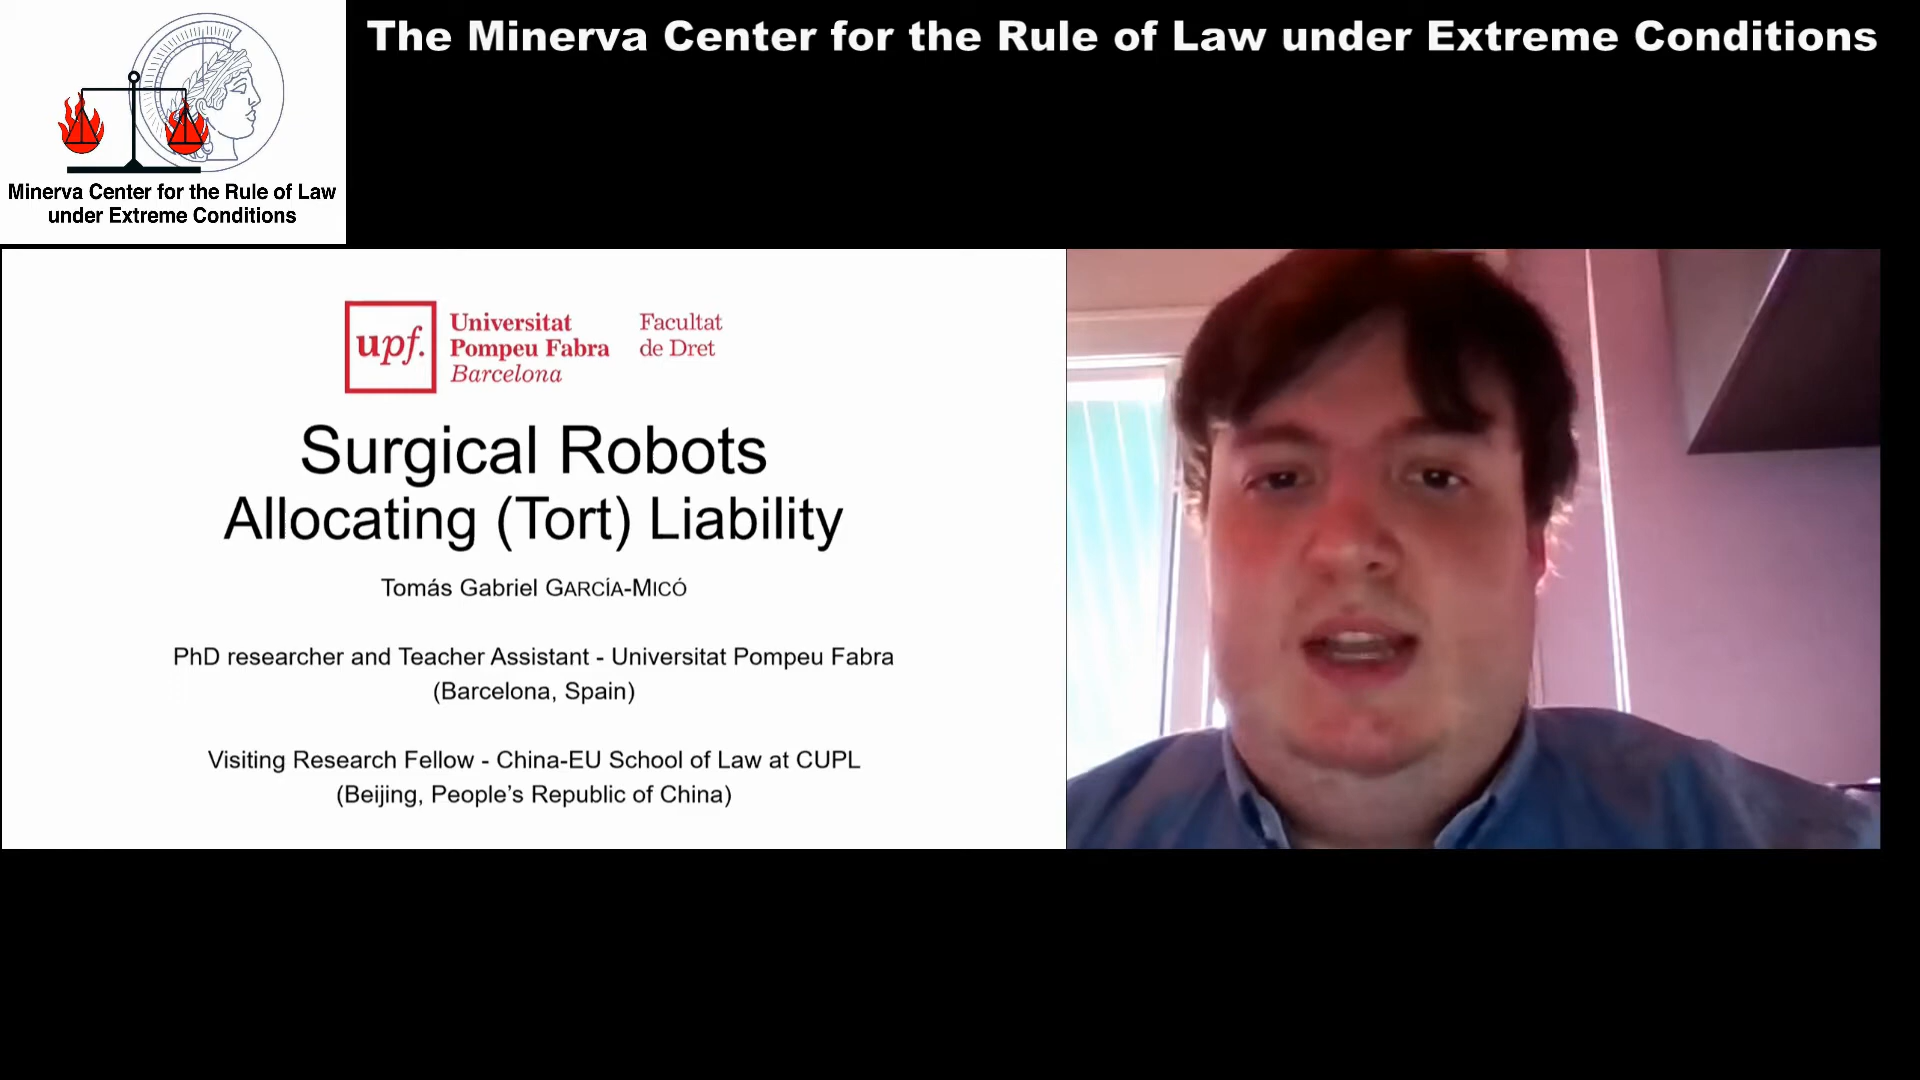 The Minerva Center for the Rule of Law under Extreme Conditions
Minerva Center for the Rule of Law
under Extreme Conditions
upf.
Universitat
Pompeu Fabra
Barcelona
Facultat
de Dret
Surgical Robots
Allocating (Tort) Liability
Tomás Gabriel GARCÍA-MICÓ
PhD researcher and Teacher Assistant - Universitat Pompeu Fabra
(Barcelona, Spain)
Visiting Research Fellow - China-EU School of Law at CUPL
(Beijing, People’s Republic of China)